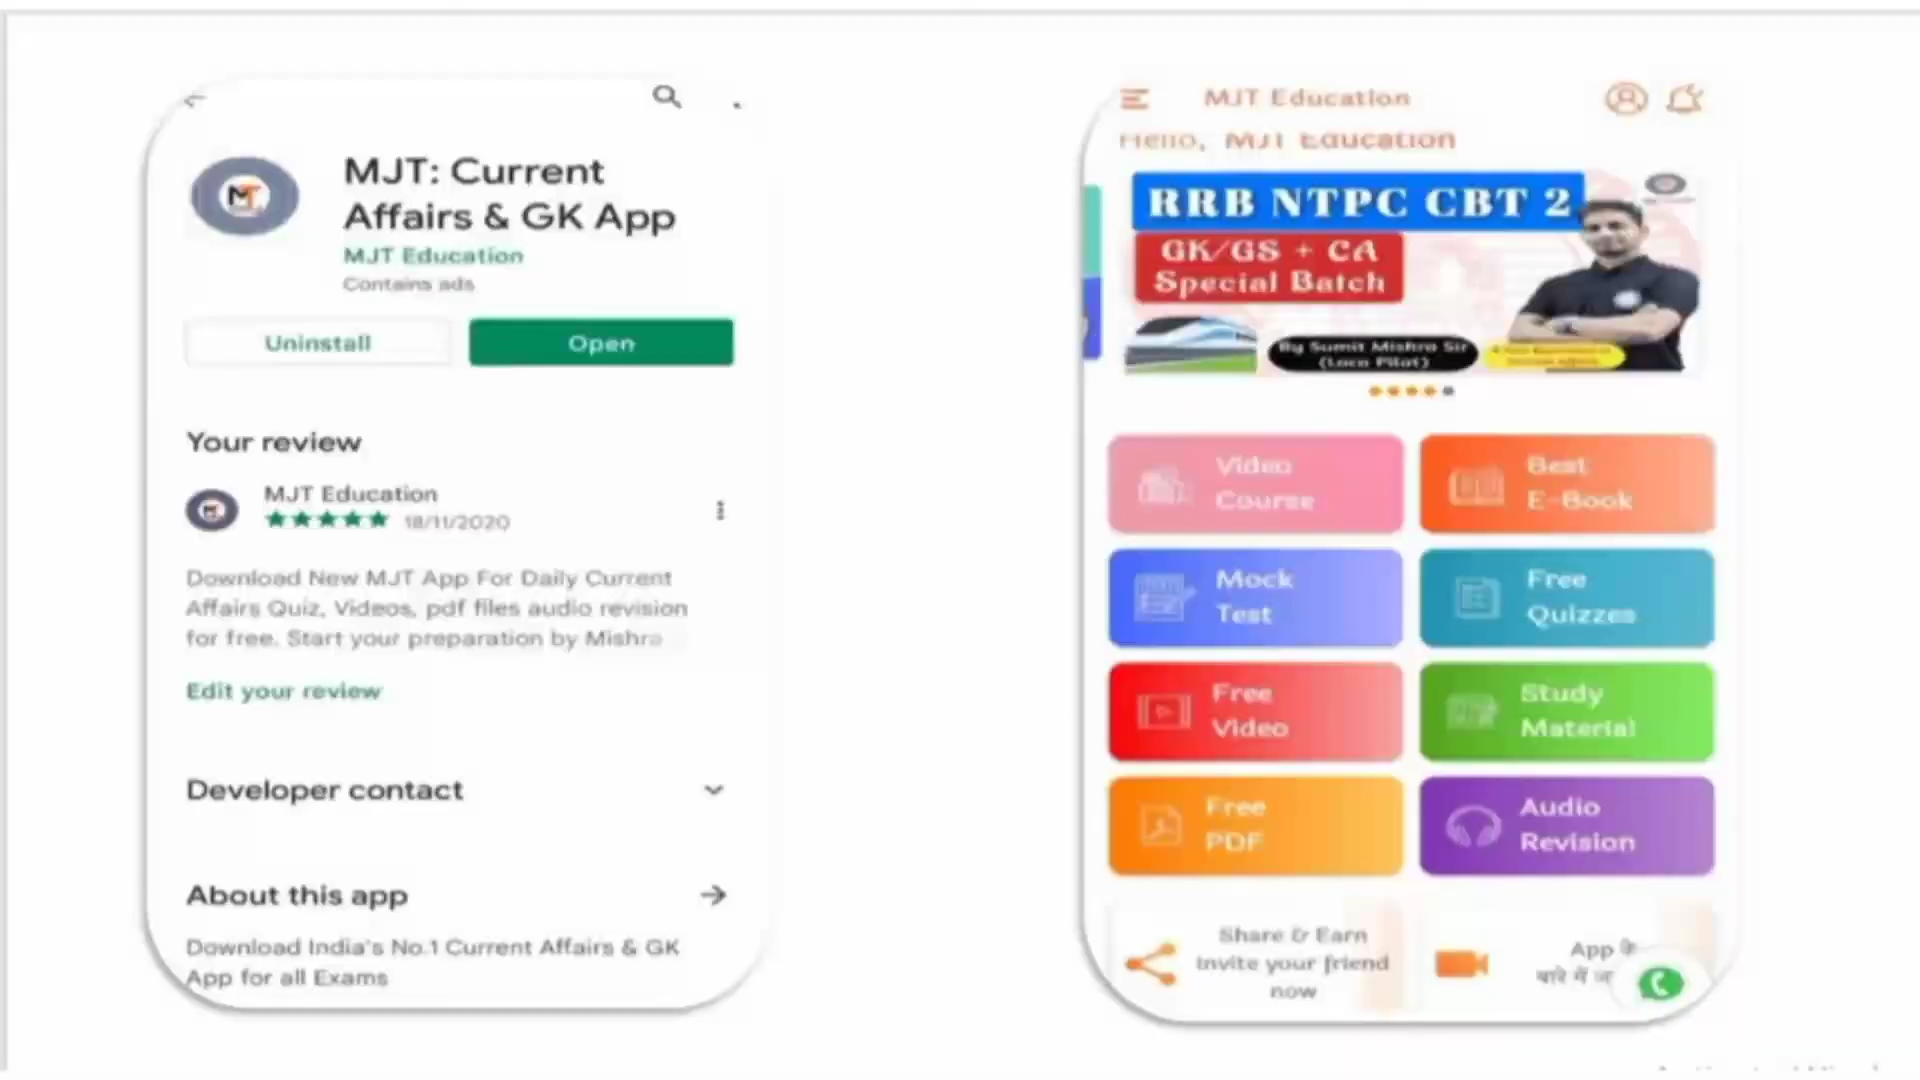 MJT: Current
Affairs & GK App
MJT Education
Contains ads
Uninstall
Open
Your review
MJT Education
18/11/2020
Download New MJT App For Daily Current
Affairs Quiz, Videos, pdf files audio revision
for free. Start your preparation by Mishra
Edit your review
Developer contact
About this app
Download India's No.1 Current Affairs & GK
App for all Exams
MJT Education
Hello, MJT Education
RRB NTPC CBT 2
GK/GS + CA
Special Batch
By Sumit Mishra Sir
(Loco Pilot)
Video
Course
Best
E-Book
Mock
Test
Free
Quizzes
Free
Video
Study
Material
Free
PDF
Audio
Revision
Share & Earn
Invite your friend
now
App के
बारे में